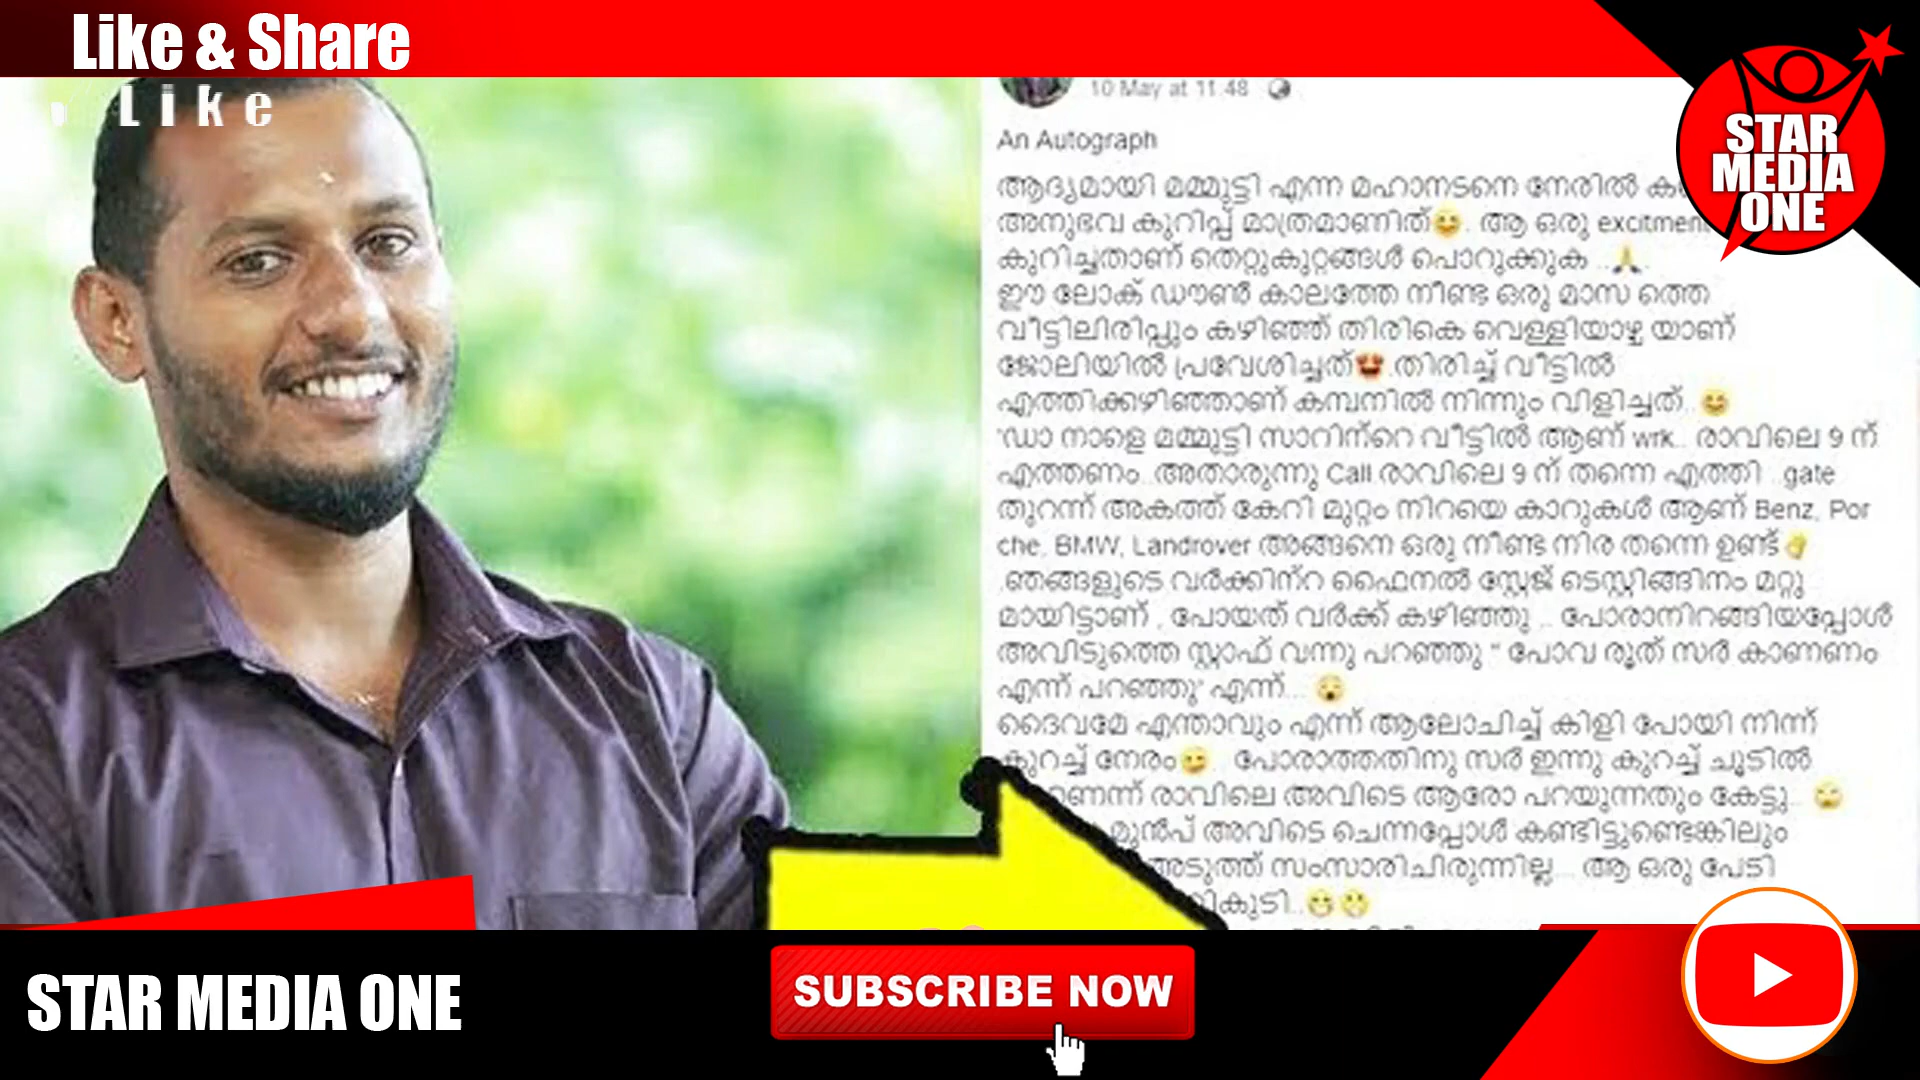 Like & Share
Like
10 May at 11:48
STAR
MEDIA
ONE
An Autograph
ആദ്യമായി മമ്മുട്ടി എന്ന മഹാനടനെ നേരിൽ
അനുഭവ കുറിപ്പ് മാത്രമാണിത്😊. ആ ഒരു excitmen
കുറിച്ചതാണ് തെറ്റുകുറ്റങ്ങൾ പൊറുക്കുക ..🙏.
ഈ ലോക് ഡൗൺ കാലത്തേ നീണ്ട ഒരു മാസ ത്തെ
വീട്ടിലിരിപ്പും കഴിഞ്ഞ് തിരികെ വെള്ളിയാഴ്ച യാണ്
ജോലിയിൽ പ്രവേശിച്ചത്😍.തിരിച്ച് വീട്ടിൽ
എത്തിക്കഴിഞ്ഞാണ് കമ്പനിൽ നിന്നും വിളിച്ചത്..😊
'ഡാ നാളെ മമ്മുട്ടി സാറിന്റെ വീട്ടിൽ ആണ് wrk.. രാവിലെ 9 ന്
എത്തണം..അതാരുന്നു Call.രാവിലെ 9 ന് തന്നെ എത്തി ..gate
തുറന്ന് അകത്ത് കേറി മുറ്റം നിറയെ കാറുകൾ ആണ് Benz, Por
che, BMW, Landrover അങ്ങനെ ഒരു നീണ്ട നിര തന്നെ ഉണ്ട്👌
.ഞങ്ങളുടെ വർക്കിന്റ ഫൈനൽ സ്റ്റേജ് ടെസ്റ്റിങ്ങിനും മറ്റു
മായിട്ടാണ് , പോയത് വർക്ക് കഴിഞ്ഞു .. പോരാനിറങ്ങിയപ്പോൾ
അവിടുത്തെ സ്റ്റാഫ് വന്നു പറഞ്ഞു " പോവ രുത് സർ കാണണം
എന്ന് പറഞ്ഞു" എന്ന്... 😧
ദൈവമേ എന്താവും എന്ന് ആലോചിച്ച് കിളി പോയി നിന്ന്
കുറച്ച് നേരം😜.. പോരാത്തതിനു സർ ഇന്നു കുറച്ച് ചൂടിൽ
രാവിലെ അവിടെ ആരോ പറയുന്നതും കേട്ടു.. 🙄
മുൻപ് അവിടെ ചെന്നപ്പോൾ കണ്ടിട്ടുണ്ടെങ്കിലും
അടുത്ത് സംസാരിചിരുന്നില്ല... ആ ഒരു പേടി
STAR MEDIA ONE
SUBSCRIBE NOW